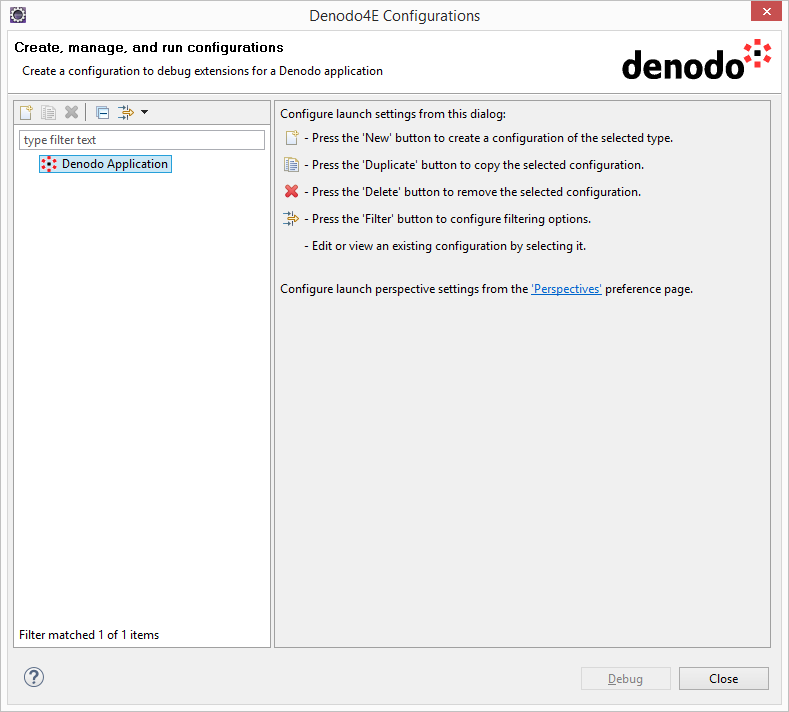 Denodo4E Configurations
Create, manage, and run configurations
Create a configuration to debug extensions for a Denodo application
denodo
type filter text
Denodo Application
Filter matched 1 of 1 items
Configure launch settings from this dialog:
- Press the 'New' button to create a configuration of the selected type.
- Press the 'Duplicate' button to copy the selected configuration.
- Press the 'Delete' button to remove the selected configuration.
- Press the 'Filter' button to configure filtering options.
- Edit or view an existing configuration by selecting it.
Configure launch perspective settings from the 'Perspectives' preference page.
?
Debug
Close